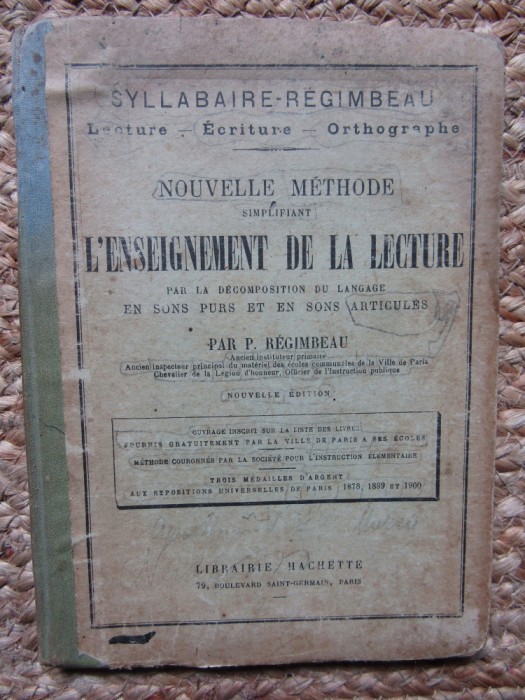 SYLLABAIRE-RÉGIMBEAU
Lecture — Écriture — Orthographe
NOUVELLE MÉTHODE
SIMPLIFIANT
L'ENSEIGNEMENT DE LA LECTURE
PAR LA DÉCOMPOSITION DU LANGAGE
EN SONS PURS ET EN SONS ARTICULÉS
PAR P. RÉGIMBEAU
Ancien instituteur primaire
Ancien inspecteur principal du matériel des écoles communales de la Ville de Paris
Chevalier de la Légion d'honneur, Officier de l'Instruction publique
NOUVELLE ÉDITION
OUVRAGE INSCRIT SUR LA LISTE DES LIVRES
FOURNIS GRATUITEMENT PAR LA VILLE DE PARIS A SES ÉCOLES
MÉTHODE COURONNÉE PAR LA SOCIÉTÉ POUR L'INSTRUCTION ÉLÉMENTAIRE
TROIS MÉDAILLES D'ARGENT
AUX EXPOSITIONS UNIVERSELLES DE PARIS 1878, 1889 ET 1900
LIBRAIRIE HACHETTE
79, BOULEVARD SAINT-GERMAIN, PARIS